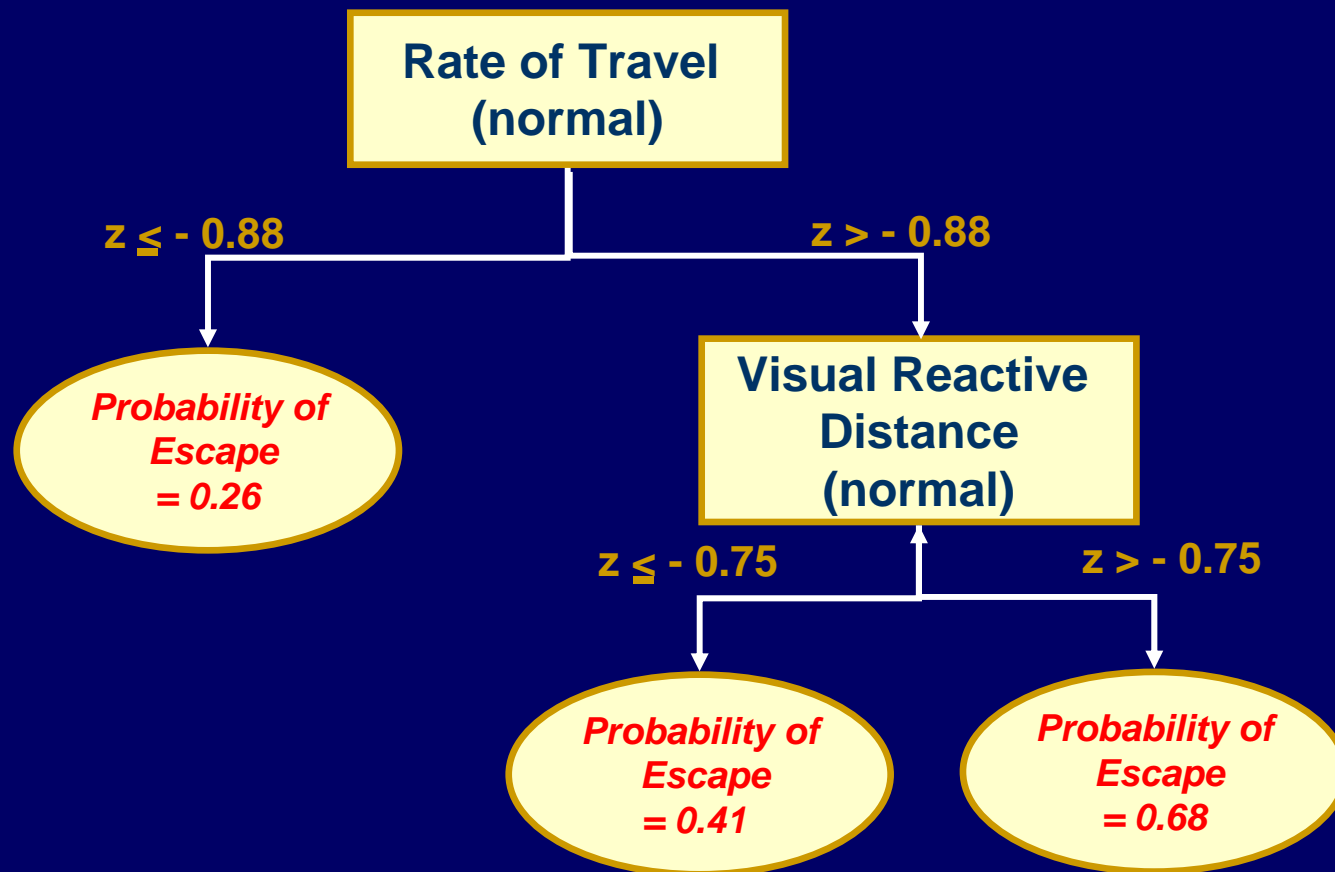 Rate of Travel
(normal)
z ≤ - 0.88
z > - 0.88
Probability of
Escape
= 0.26
Visual Reactive
Distance
(normal)
z ≤ - 0.75
z > - 0.75
Probability of
Escape
= 0.41
Probability of
Escape
= 0.68